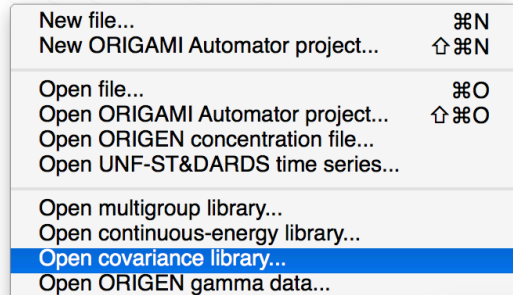 New file... ⌘N
New ORIGAMI Automator project... ⇧⌘N
Open file... ⌘O
Open ORIGAMI Automator project... ⇧⌘O
Open ORIGEN concentration file...
Open UNF-ST&DARDS time series...
Open multigroup library...
Open continuous-energy library...
Open covariance library...
Open ORIGEN gamma data...